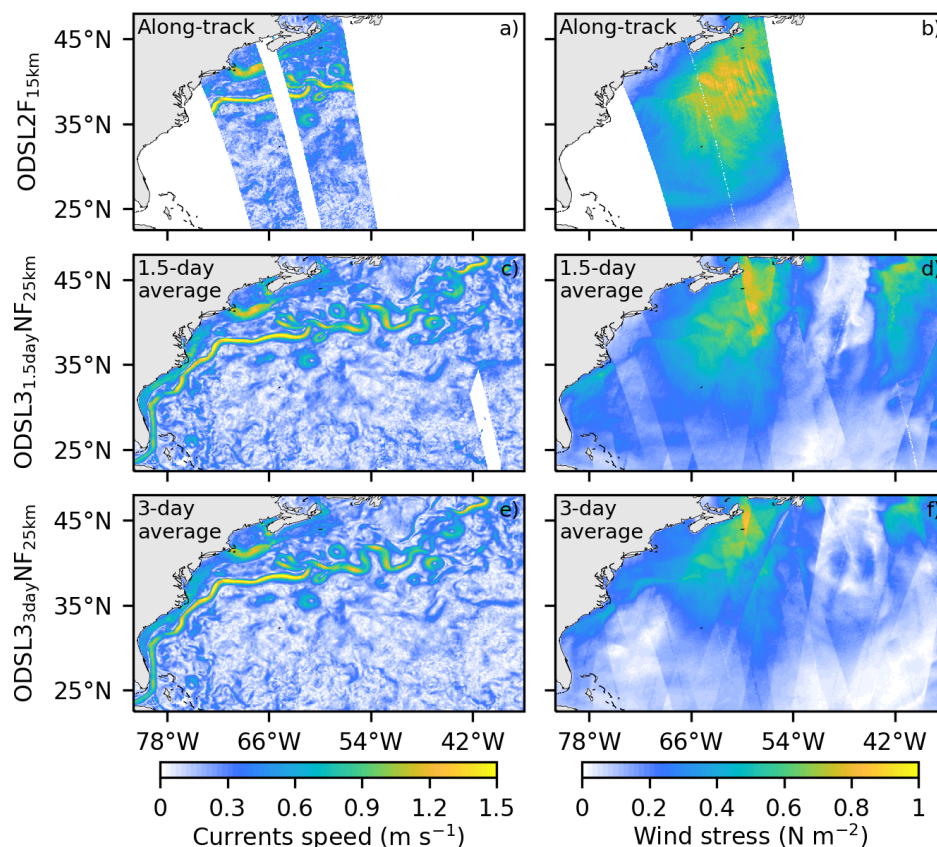 Along-track
a)
Along-track
b)
45°N
35°N
25°N
ODSL2F15km
1.5-day
average
c)
1.5-day
average
d)
45°N
35°N
25°N
ODSL31.5dayNF25km
3-day
average
e)
3-day
average
f)
45°N
35°N
25°N
ODSL33dayNF25km
78°W 66°W 54°W 42°W
78°W 66°W 54°W 42°W
0 0.3 0.6 0.9 1.2 1.5
Currents speed (m s⁻¹)
0 0.2 0.4 0.6 0.8 1
Wind stress (N m⁻²)